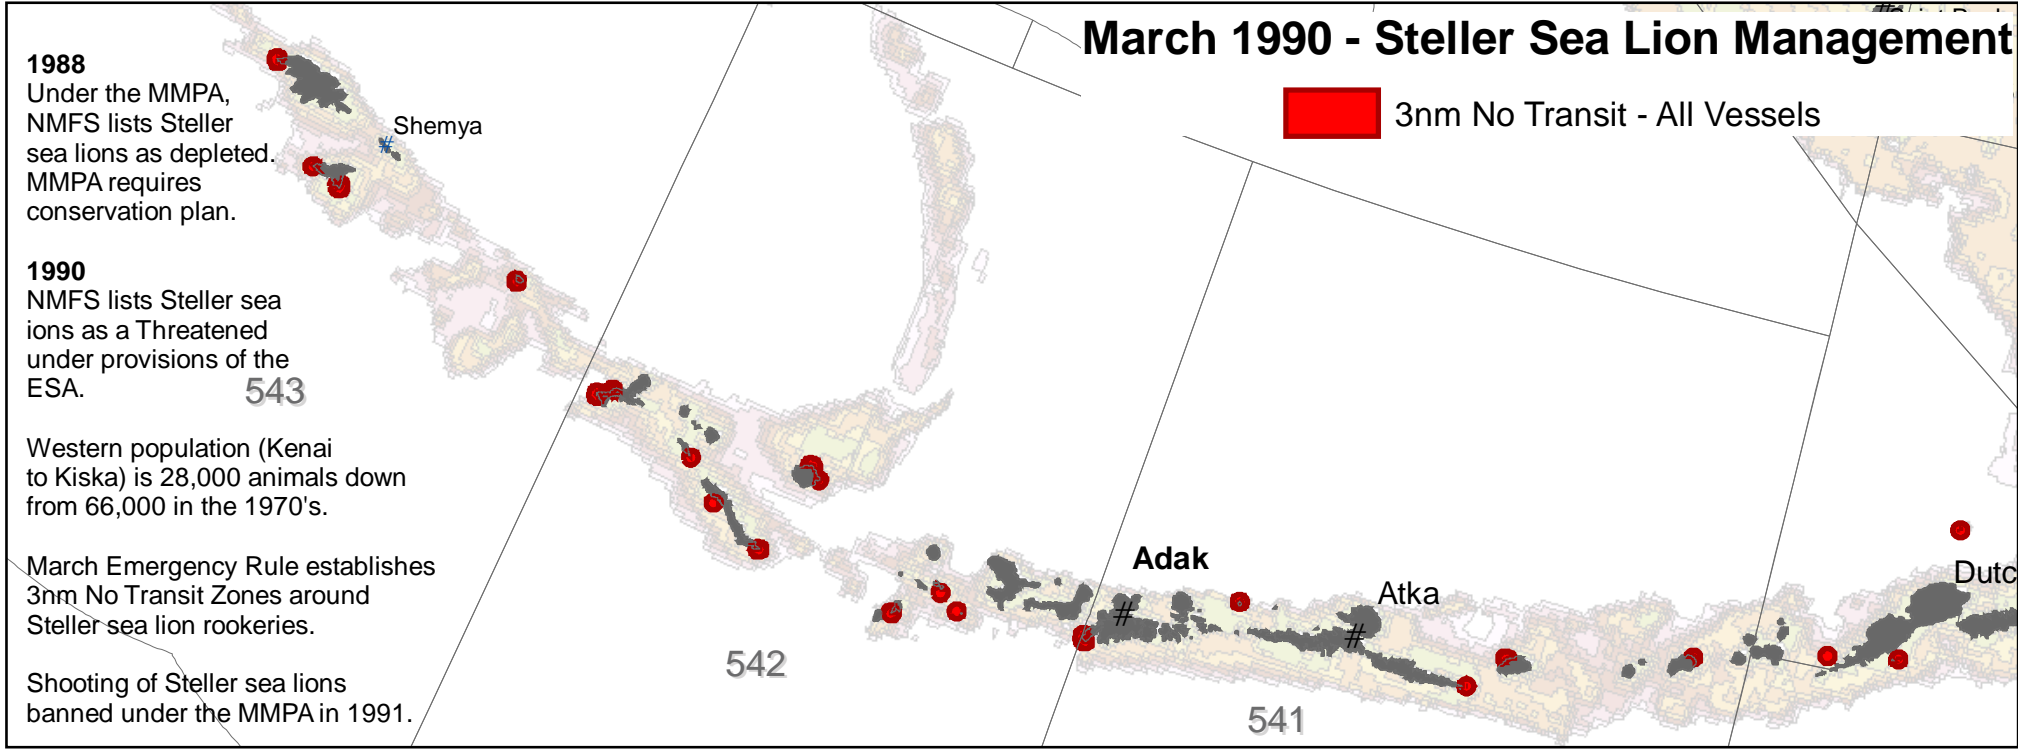 March 1990 - Steller Sea Lion Management
3nm No Transit - All Vessels
1988
Under the MMPA,
NMFS lists Steller
sea lions as depleted.
MMPA requires
conservation plan.
1990
NMFS lists Steller sea
ions as a Threatened
under provisions of the
ESA.
Western population (Kenai
to Kiska) is 28,000 animals down
from 66,000 in the 1970's.
March Emergency Rule establishes
3nm No Transit Zones around
Steller sea lion rookeries.
Shooting of Steller sea lions
banned under the MMPA in 1991.
# Shemya
543
542
541
Adak
#
Atka
#
Dutc
#